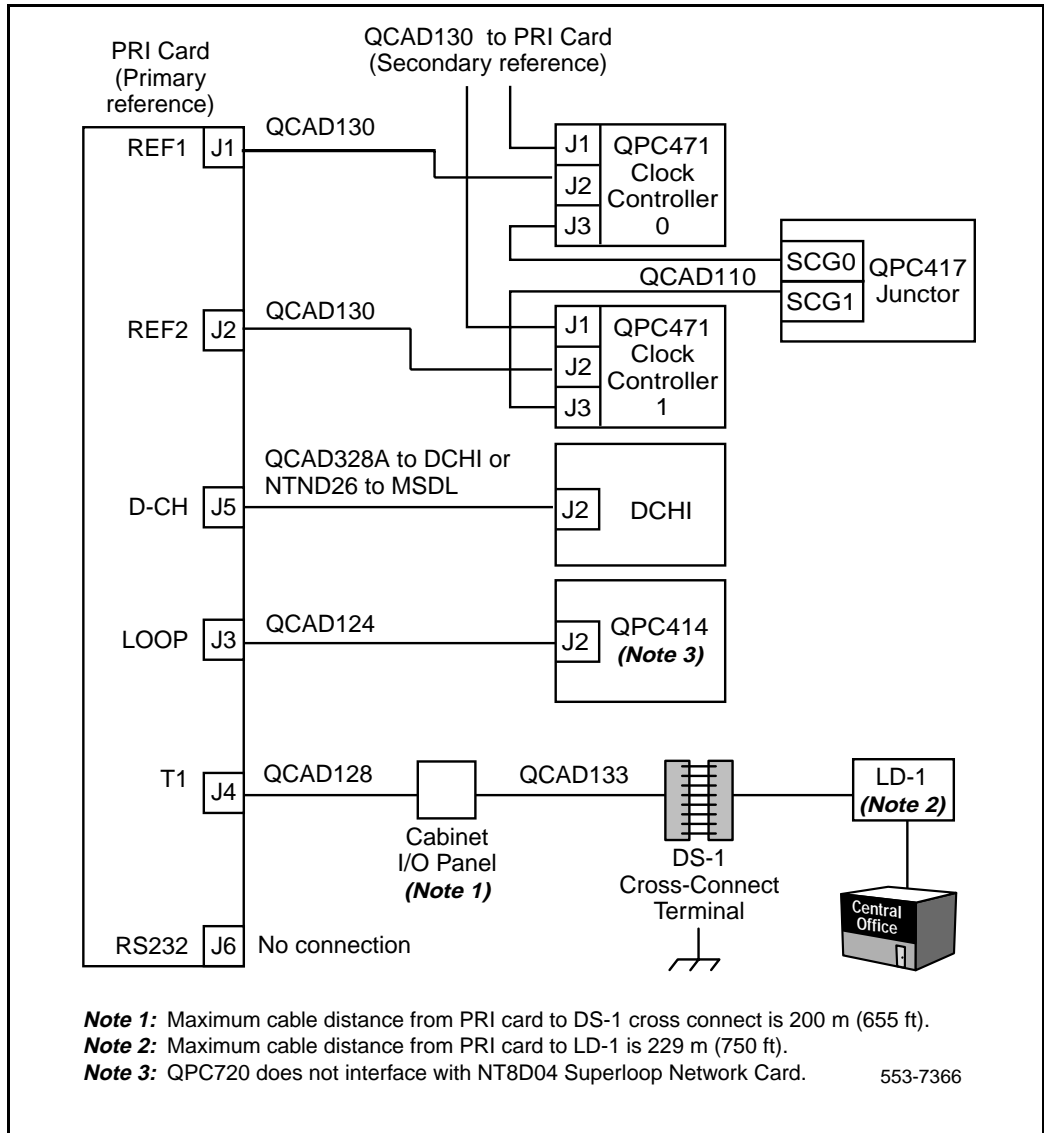 PRI Card
(Primary
reference)
QCAD130 to PRI Card
(Secondary reference)
REF1 J1
QCAD130
J1
J2
J3
QPC471
Clock
Controller
0
SCG0
SCG1
QPC417
Junctor
QCAD110
REF2 J2
QCAD130
J1
J2
J3
QPC471
Clock
Controller
1
D-CH J5
QCAD328A to DCHI or
NTND26 to MSDL
J2 DCHI
LOOP J3
QCAD124
J2
QPC414
(Note 3)
T1 J4
QCAD128
Cabinet
I/O Panel
(Note 1)
QCAD133
DS-1
Cross-Connect
Terminal
LD-1
(Note 2)
Central
Office
RS232 J6 No connection
Note 1: Maximum cable distance from PRI card to DS-1 cross connect is 200 m (655 ft).
Note 2: Maximum cable distance from PRI card to LD-1 is 229 m (750 ft).
Note 3: QPC720 does not interface with NT8D04 Superloop Network Card.
553-7366